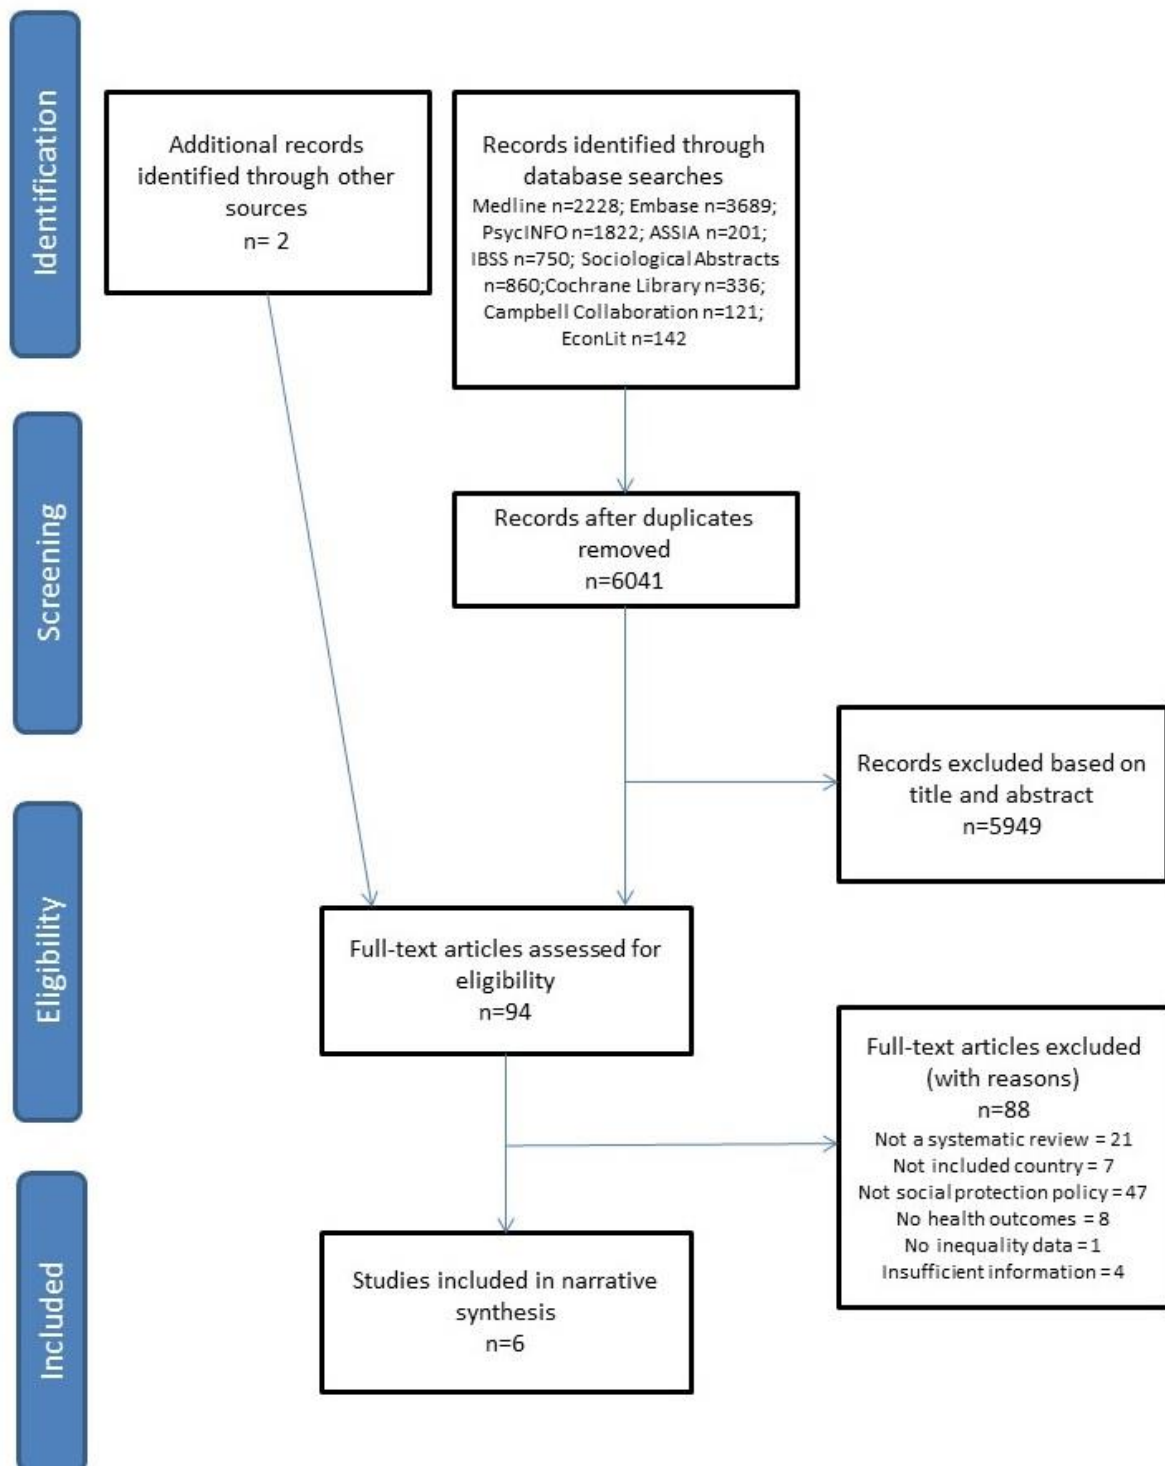 Identification
Additional records
identified through other
sources
n= 2
Records identified through
database searches
Medline n=2228; Embase n=3689;
PsycINFO n=1822; ASSIA n=201;
IBSS n=750; Sociological Abstracts
n=860;Cochrane Library n=336;
Campbell Collaboration n=121;
EconLit n=142
Screening
Records after duplicates
removed
n=6041
Records excluded based on
title and abstract
n=5949
Eligibility
Full-text articles assessed for
eligibility
n=94
Full-text articles excluded
(with reasons)
n=88
Not a systematic review = 21
Not included country = 7
Not social protection policy = 47
No health outcomes = 8
No inequality data = 1
Insufficient information = 4
Included
Studies included in narrative
synthesis
n=6